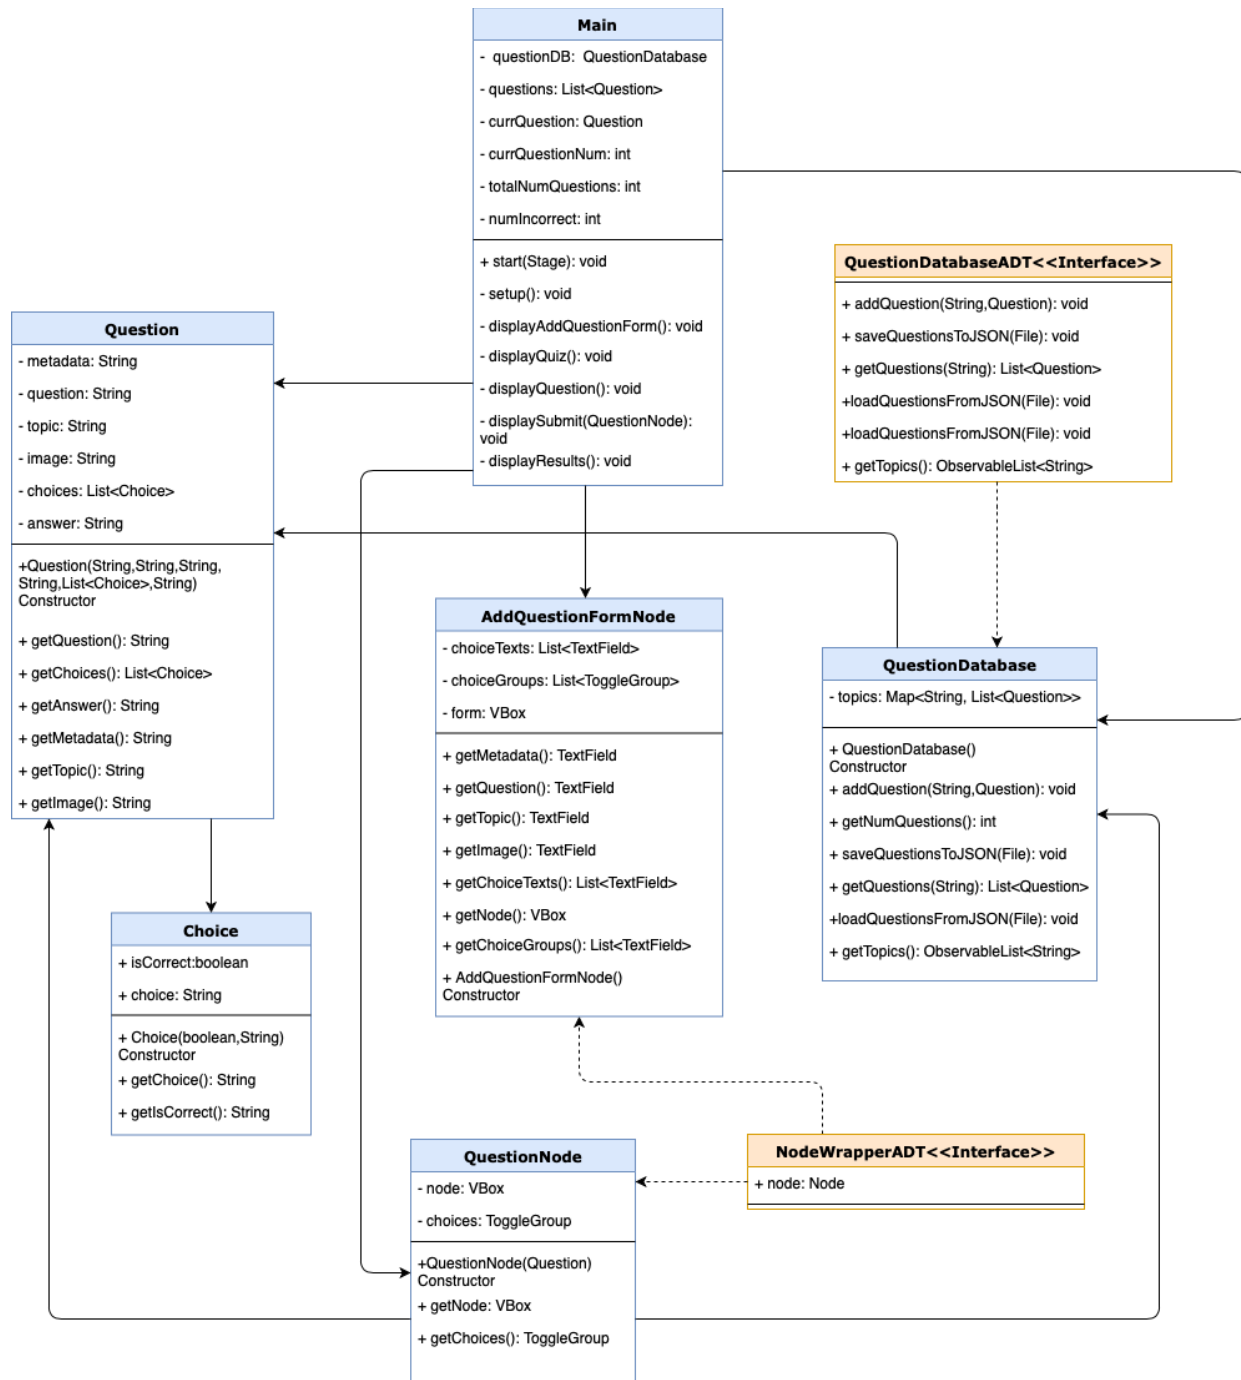 Main
- questionDB: QuestionDatabase
- questions: List<Question>
- currQuestion: Question
- currQuestionNum: int
- totalNumQuestions: int
- numIncorrect: int
+ start(Stage): void
- setup(): void
- displayAddQuestionForm(): void
- displayQuiz(): void
- displayQuestion(): void
- displaySubmit(QuestionNode):
void
- displayResults(): void
QuestionDatabaseADT<<Interface>>
+ addQuestion(String,Question): void
+ saveQuestionsToJSON(File): void
+ getQuestions(String): List<Question>
+loadQuestionsFromJSON(File): void
+loadQuestionsFromJSON(File): void
+ getTopics(): ObservableList<String>
Question
- metadata: String
- question: String
- topic: String
- image: String
- choices: List<Choice>
- answer: String
+Question(String,String,String,
String,List<Choice>,String)
Constructor
+ getQuestion(): String
+ getChoices(): List<Choice>
+ getAnswer(): String
+ getMetadata(): String
+ getTopic(): String
+ getImage(): String
AddQuestionFormNode
- choiceTexts: List<TextField>
- choiceGroups: List<ToggleGroup>
- form: VBox
+ getMetadata(): TextField
+ getQuestion(): TextField
+ getTopic(): TextField
+ getImage(): TextField
+ getChoiceTexts(): List<TextField>
+ getNode(): VBox
+ getChoiceGroups(): List<TextField>
+ AddQuestionFormNode()
Constructor
QuestionDatabase
- topics: Map<String, List<Question>>
+ QuestionDatabase()
Constructor
+ addQuestion(String,Question): void
+ getNumQuestions(): int
+ saveQuestionsToJSON(File): void
+ getQuestions(String): List<Question>
+loadQuestionsFromJSON(File): void
+ getTopics(): ObservableList<String>
Choice
+ isCorrect:boolean
+ choice: String
+ Choice(boolean,String)
Constructor
+ getChoice(): String
+ getIsCorrect(): String
QuestionNode
- node: VBox
- choices: ToggleGroup
+QuestionNode(Question)
Constructor
+ getNode: VBox
+ getChoices(): ToggleGroup
NodeWrapperADT<<Interface>>
+ node: Node